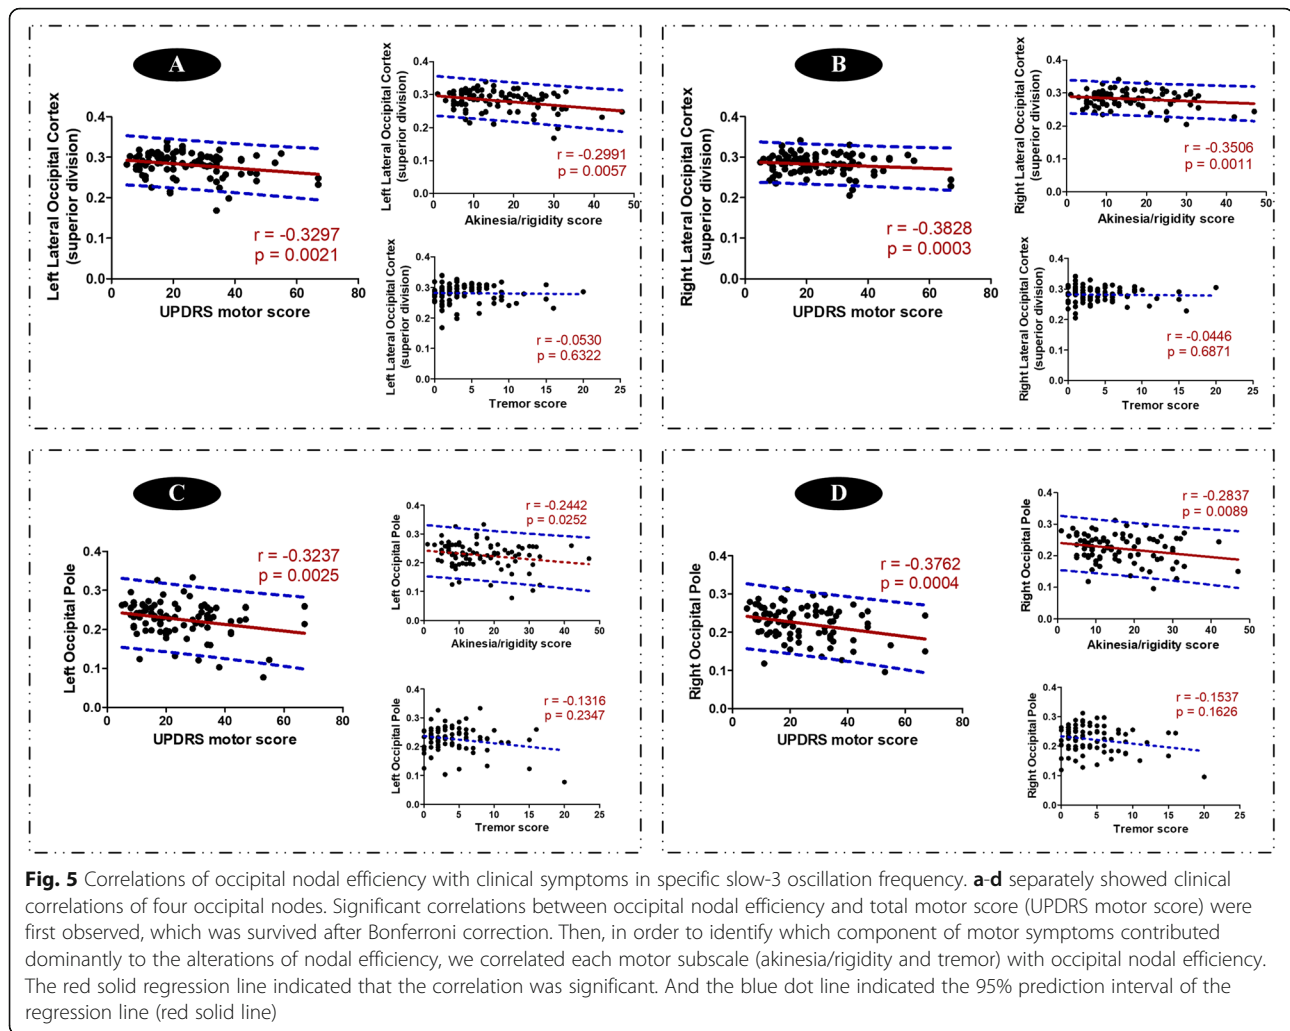 A
Left Lateral Occipital Cortex
(superior division)
0.4
0.3
0.2
0.1
0.0
0
20
40
60
80
UPDRS motor score
r = -0.3297
p = 0.0021
Left Lateral Occipital Cortex
(superior division)
0.4
0.3
0.2
0.1
0.0
0
10
20
30
40
50
Akinesia/rigidity score
r = -0.2991
p = 0.0057
Left Lateral Occipital Cortex
(superior division)
0.4
0.3
0.2
0.1
0.0
0
5
10
15
20
25
Tremor score
r = -0.0530
p = 0.6322
B
Right Lateral Occipital Cortex
(superior division)
0.4
0.3
0.2
0.1
0.0
0
20
40
60
80
UPDRS motor score
r = -0.3828
p = 0.0003
Right Lateral Occipital Cortex
(superior division)
0.4
0.3
0.2
0.1
0.0
0
10
20
30
40
50
Akinesia/rigidity score
r = -0.3506
p = 0.0011
Right Lateral Occipital Cortex
(superior division)
0.4
0.3
0.2
0.1
0.0
0
5
10
15
20
25
Tremor score
r = -0.0446
p = 0.6871
C
Left Occipital Pole
0.4
0.3
0.2
0.1
0.0
0
20
40
60
80
UPDRS motor score
r = -0.3237
p = 0.0025
Left Occipital Pole
0.4
0.3
0.2
0.1
0.0
0
10
20
30
40
50
Akinesia/rigidity score
r = -0.2442
p = 0.0252
Left Occipital Pole
0.4
0.3
0.2
0.1
0.0
0
5
10
15
20
25
Tremor score
r = -0.1316
p = 0.2347
D
Right Occipital Pole
0.4
0.3
0.2
0.1
0.0
0
20
40
60
80
UPDRS motor score
r = -0.3762
p = 0.0004
Right Occipital Pole
0.4
0.3
0.2
0.1
0.0
0
10
20
30
40
50
Akinesia/rigidity score
r = -0.2837
p = 0.0089
Right Occipital Pole
0.4
0.3
0.2
0.1
0.0
0
5
10
15
20
25
Tremor score
r = -0.1537
p = 0.1626
Fig. 5 Correlations of occipital nodal efficiency with clinical symptoms in specific slow-3 oscillation frequency. a-d separately showed clinical
correlations of four occipital nodes. Significant correlations between occipital nodal efficiency and total motor score (UPDRS motor score) were
first observed, which was survived after Bonferroni correction. Then, in order to identify which component of motor symptoms contributed
dominantly to the alterations of nodal efficiency, we correlated each motor subscale (akinesia/rigidity and tremor) with occipital nodal efficiency.
The red solid regression line indicated that the correlation was significant. And the blue dot line indicated the 95% prediction interval of the
regression line (red solid line)